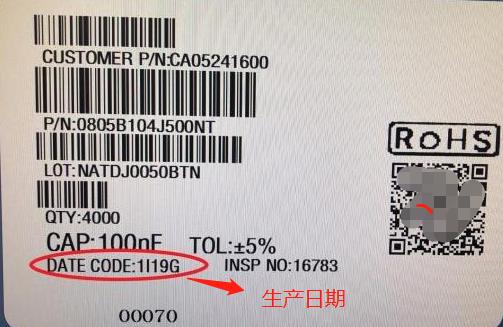 CUSTOMER P/N:CA05241600
P/N:0805B104J500NT
LOT:NATDJ0050BTN
RoHS
QTY:4000
CAP:100nF TOL:±5%
DATE CODE:1I19G INSP NO:16783
生产日期
00070